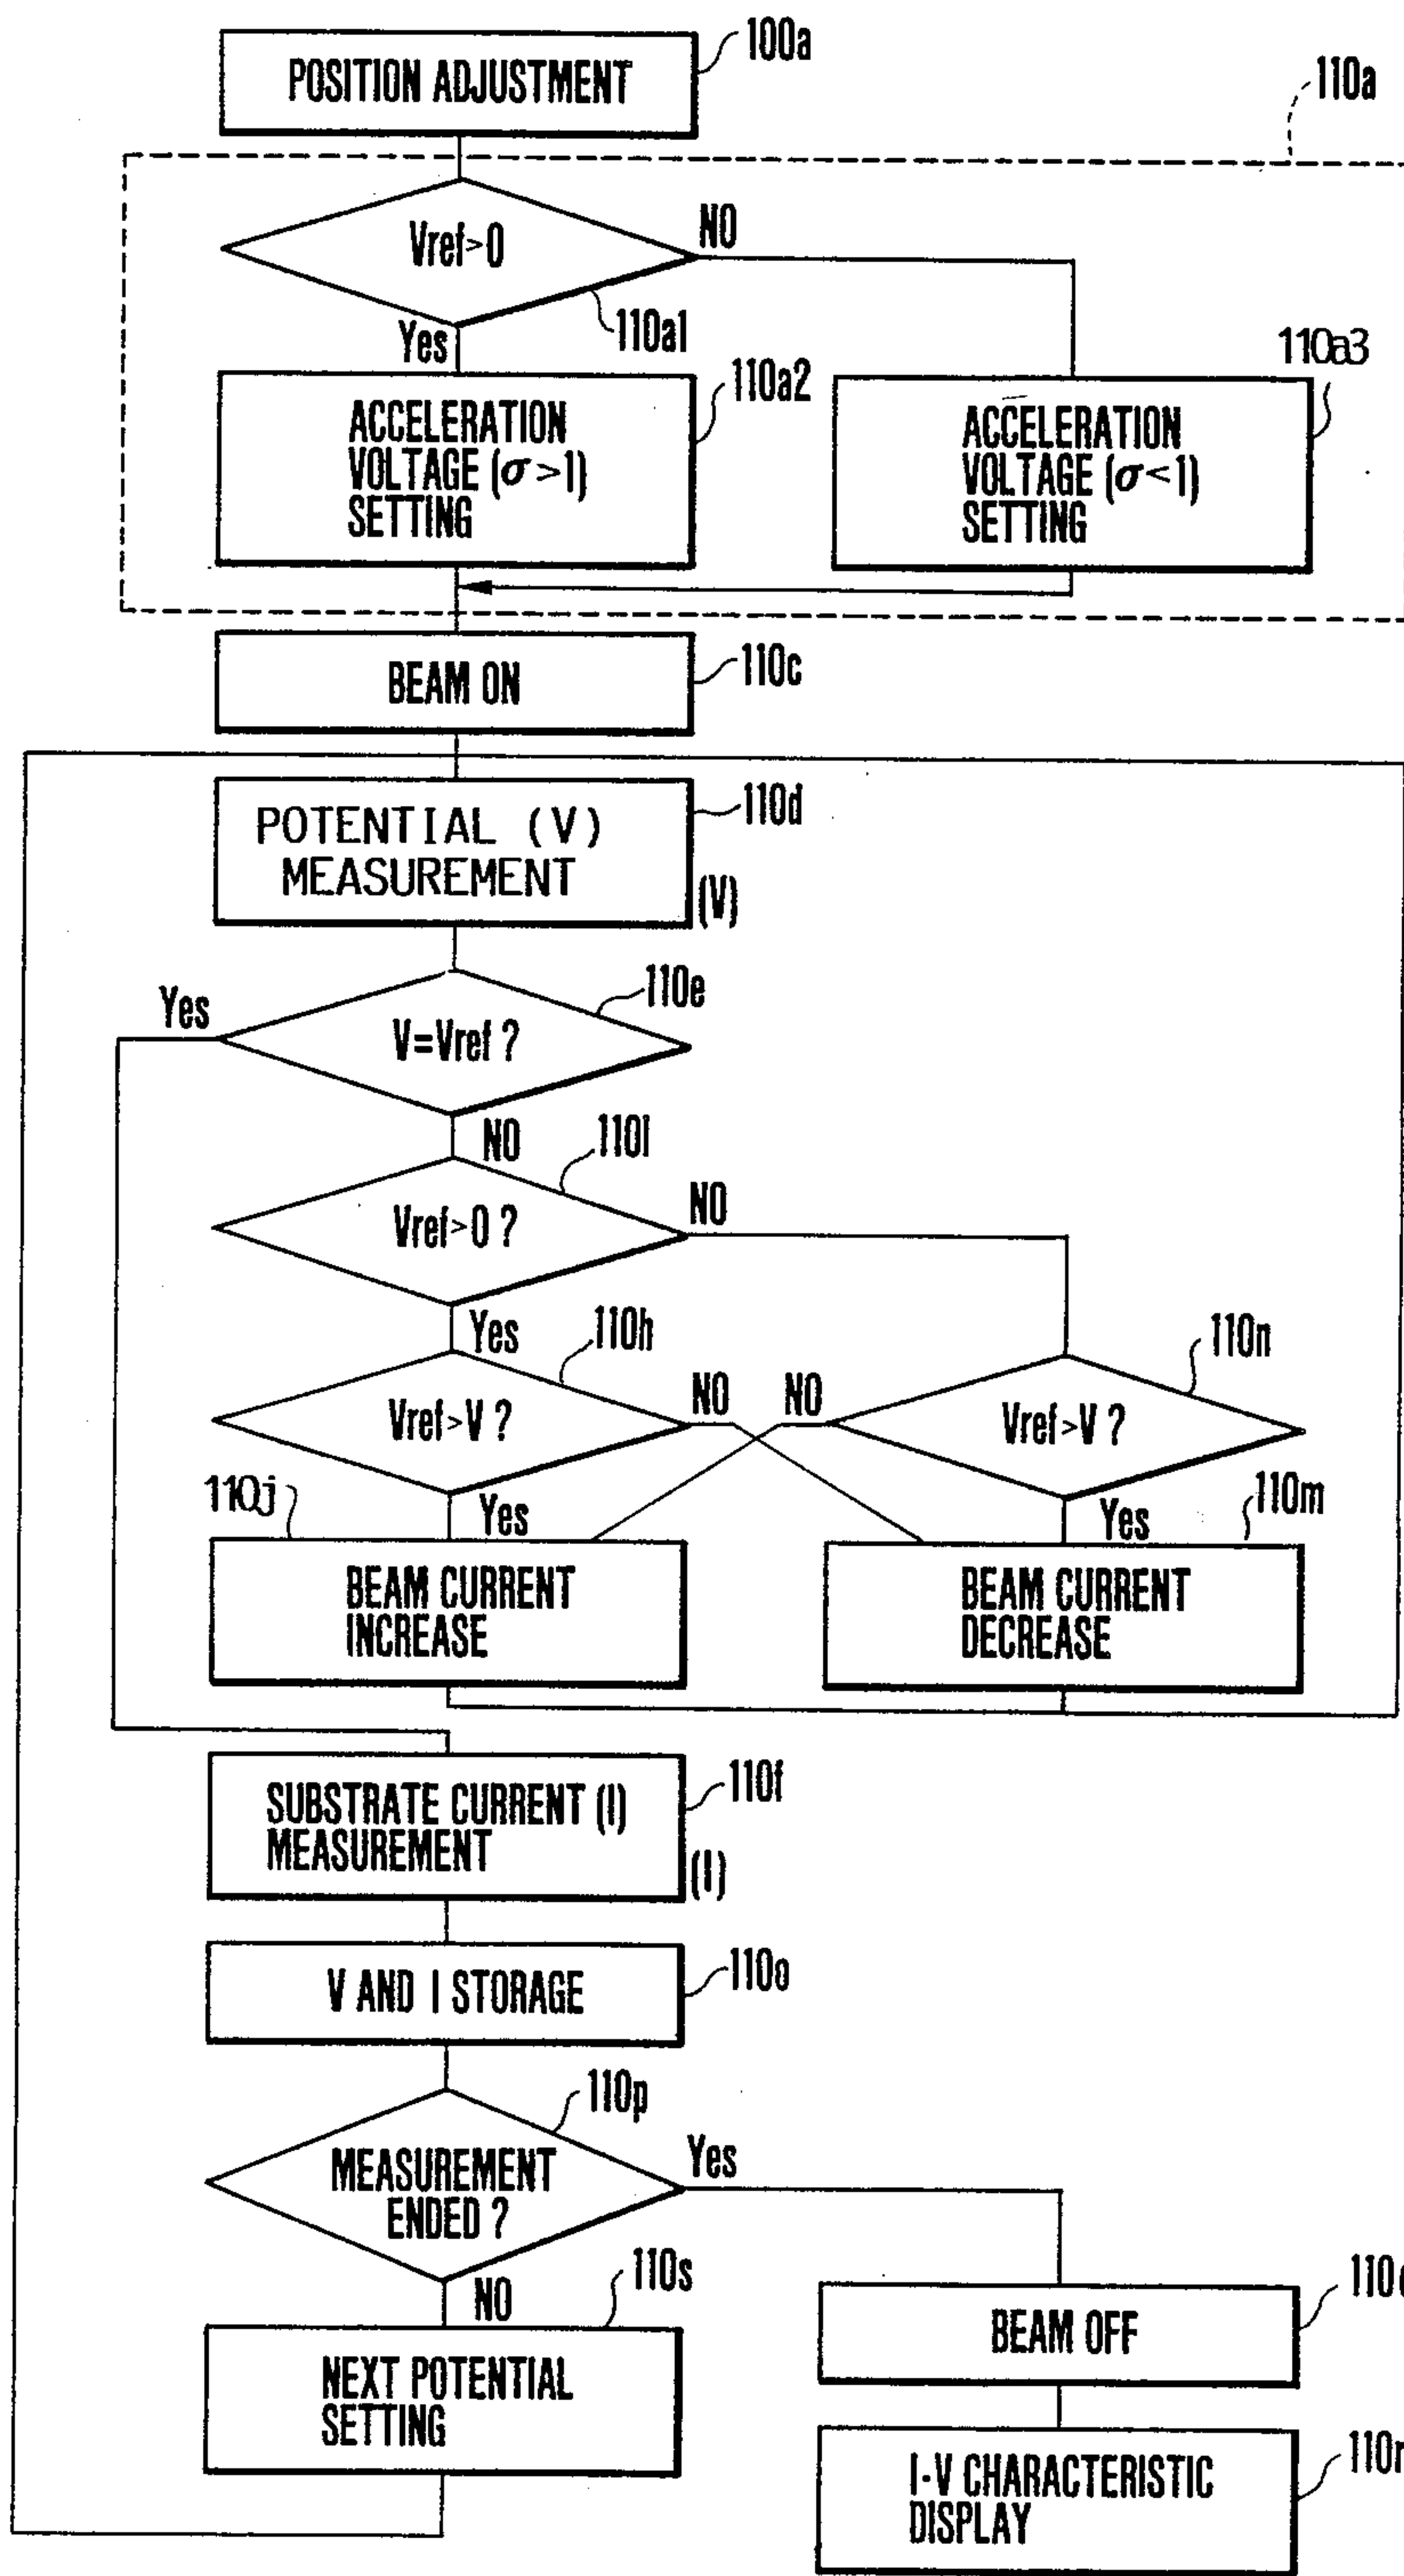 100a
POSITION ADJUSTMENT
110a
Vref>0
NO
110a1
Yes
110a2
110a3
ACCELERATION
VOLTAGE (σ>1)
SETTING
ACCELERATION
VOLTAGE (σ<1)
SETTING
BEAM ON
110c
110d
POTENTIAL (V)
MEASUREMENT
(V)
Yes
110e
V=Vref ?
NO
110i
Vref>0 ?
NO
Yes
110h
110n
Vref>V ?
NO
NO
Vref>V ?
110j
Yes
Yes
110m
BEAM CURRENT
INCREASE
BEAM CURRENT
DECREASE
110f
SUBSTRATE CURRENT (I)
MEASUREMENT
(I)
110o
V AND I STORAGE
110p
MEASUREMENT
ENDED ?
Yes
NO
110s
BEAM OFF
NEXT POTENTIAL
SETTING
110r
I-V CHARACTERISTIC
DISPLAY